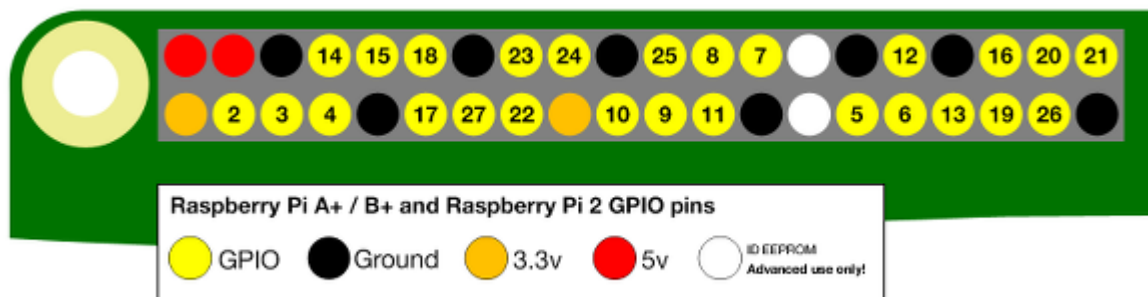 14 15 18 23 24 25 8 7 12 16 20 21
2 3 4 17 27 22 10 9 11 5 6 13 19 26
Raspberry Pi A+ / B+ and Raspberry Pi 2 GPIO pins
GPIO Ground 3.3v 5v ID EEPROM
Advanced use only!